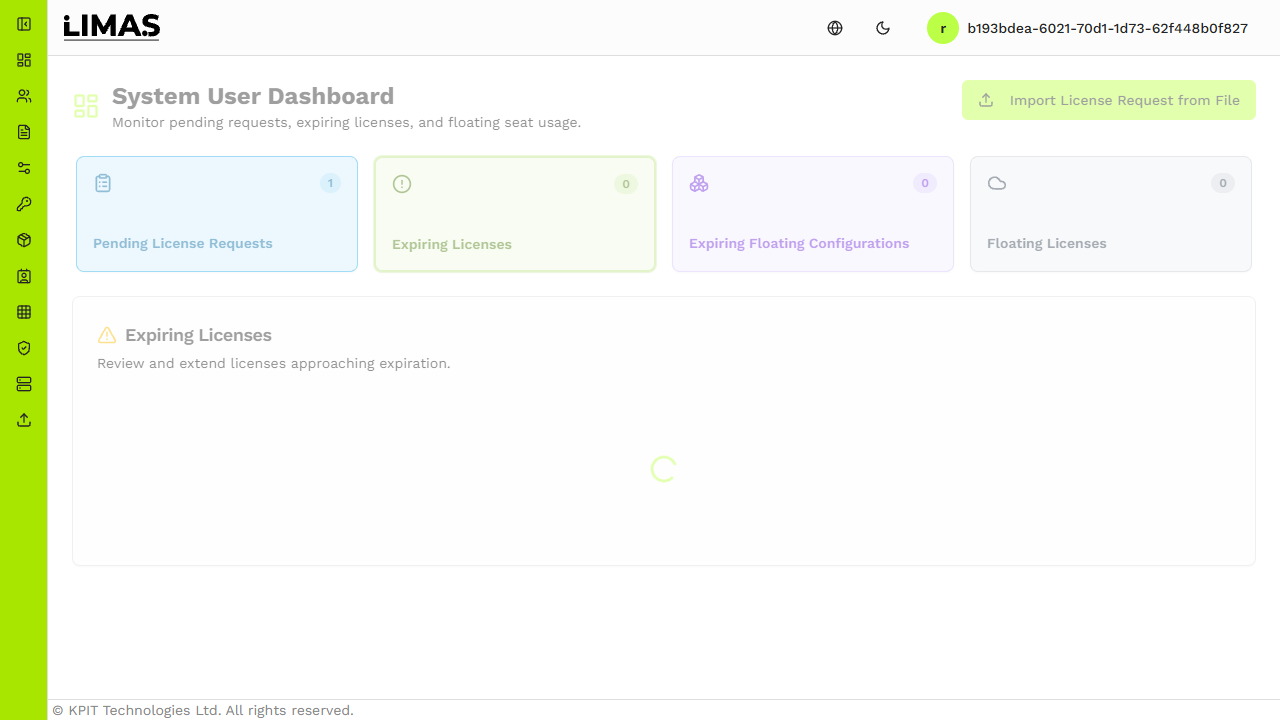 LIMAS
r
b193bdea-6021-70d1-1d73-62f448b0f827
System User Dashboard
Monitor pending requests, expiring licenses, and floating seat usage.
Import License Request from File
1
Pending License Requests
0
Expiring Licenses
0
Expiring Floating Configurations
0
Floating Licenses
Expiring Licenses
Review and extend licenses approaching expiration.
© KPIT Technologies Ltd. All rights reserved.